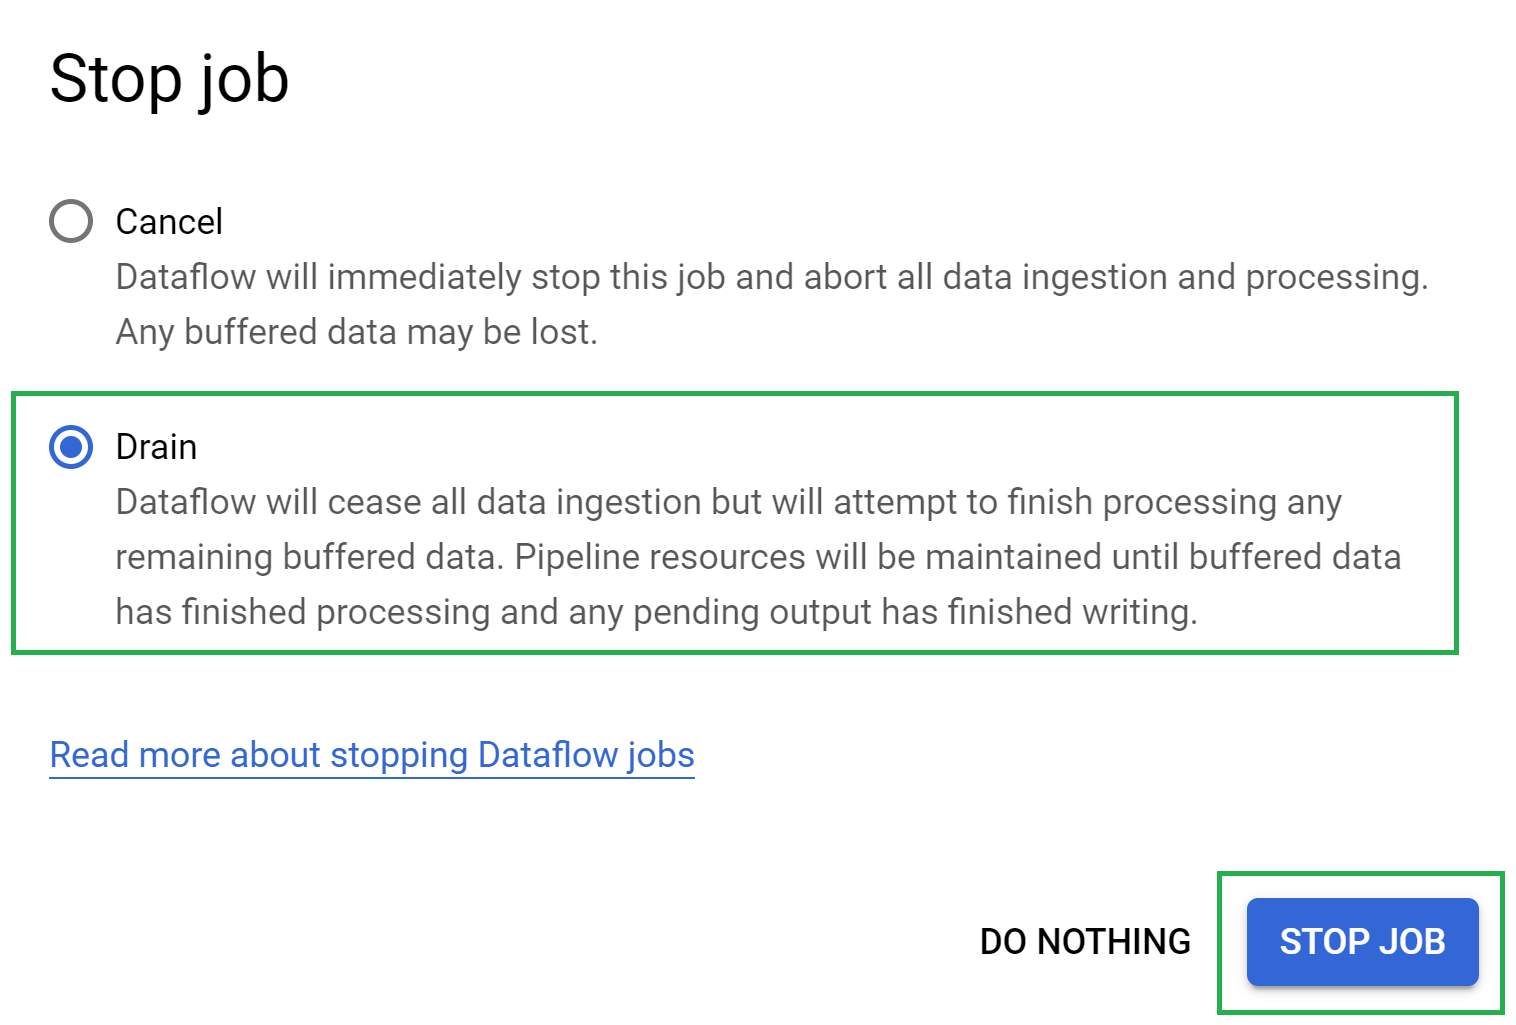 Stop job
Cancel
Dataflow will immediately stop this job and abort all data ingestion and processing.
Any buffered data may be lost.
Drain
Dataflow will cease all data ingestion but will attempt to finish processing any
remaining buffered data. Pipeline resources will be maintained until buffered data
has finished processing and any pending output has finished writing.
Read more about stopping Dataflow jobs
DO NOTHING
STOP JOB